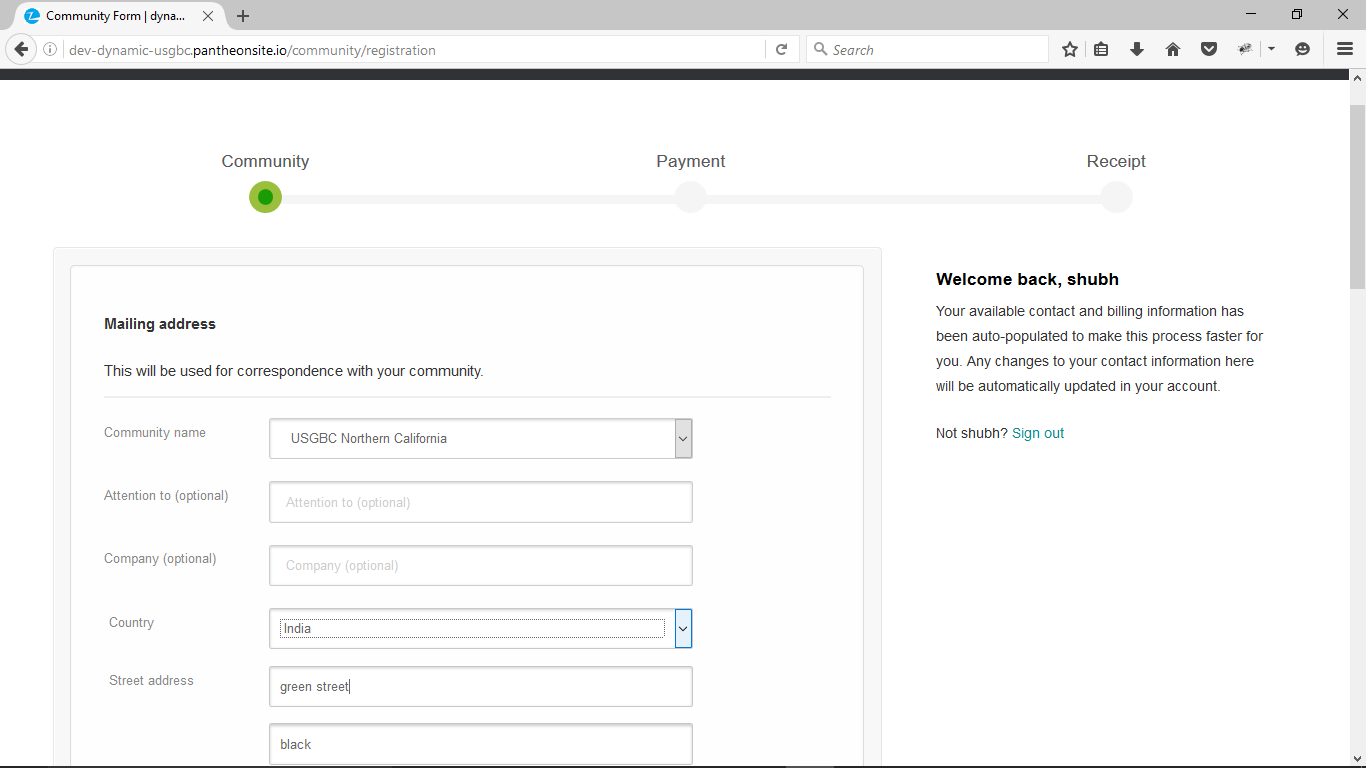 Community Form | dyna...
dev-dynamic-usgbc.pantheonsite.io/community/registration
Search
Community
Payment
Receipt
Mailing address
This will be used for correspondence with your community.
Community name
USGBC Northern California
Attention to (optional)
Attention to (optional)
Company (optional)
Company (optional)
Country
India
Street address
green street
black
Welcome back, shubh
Your available contact and billing information has
been auto-populated to make this process faster for
you. Any changes to your contact information here
will be automatically updated in your account.
Not shubh? Sign out